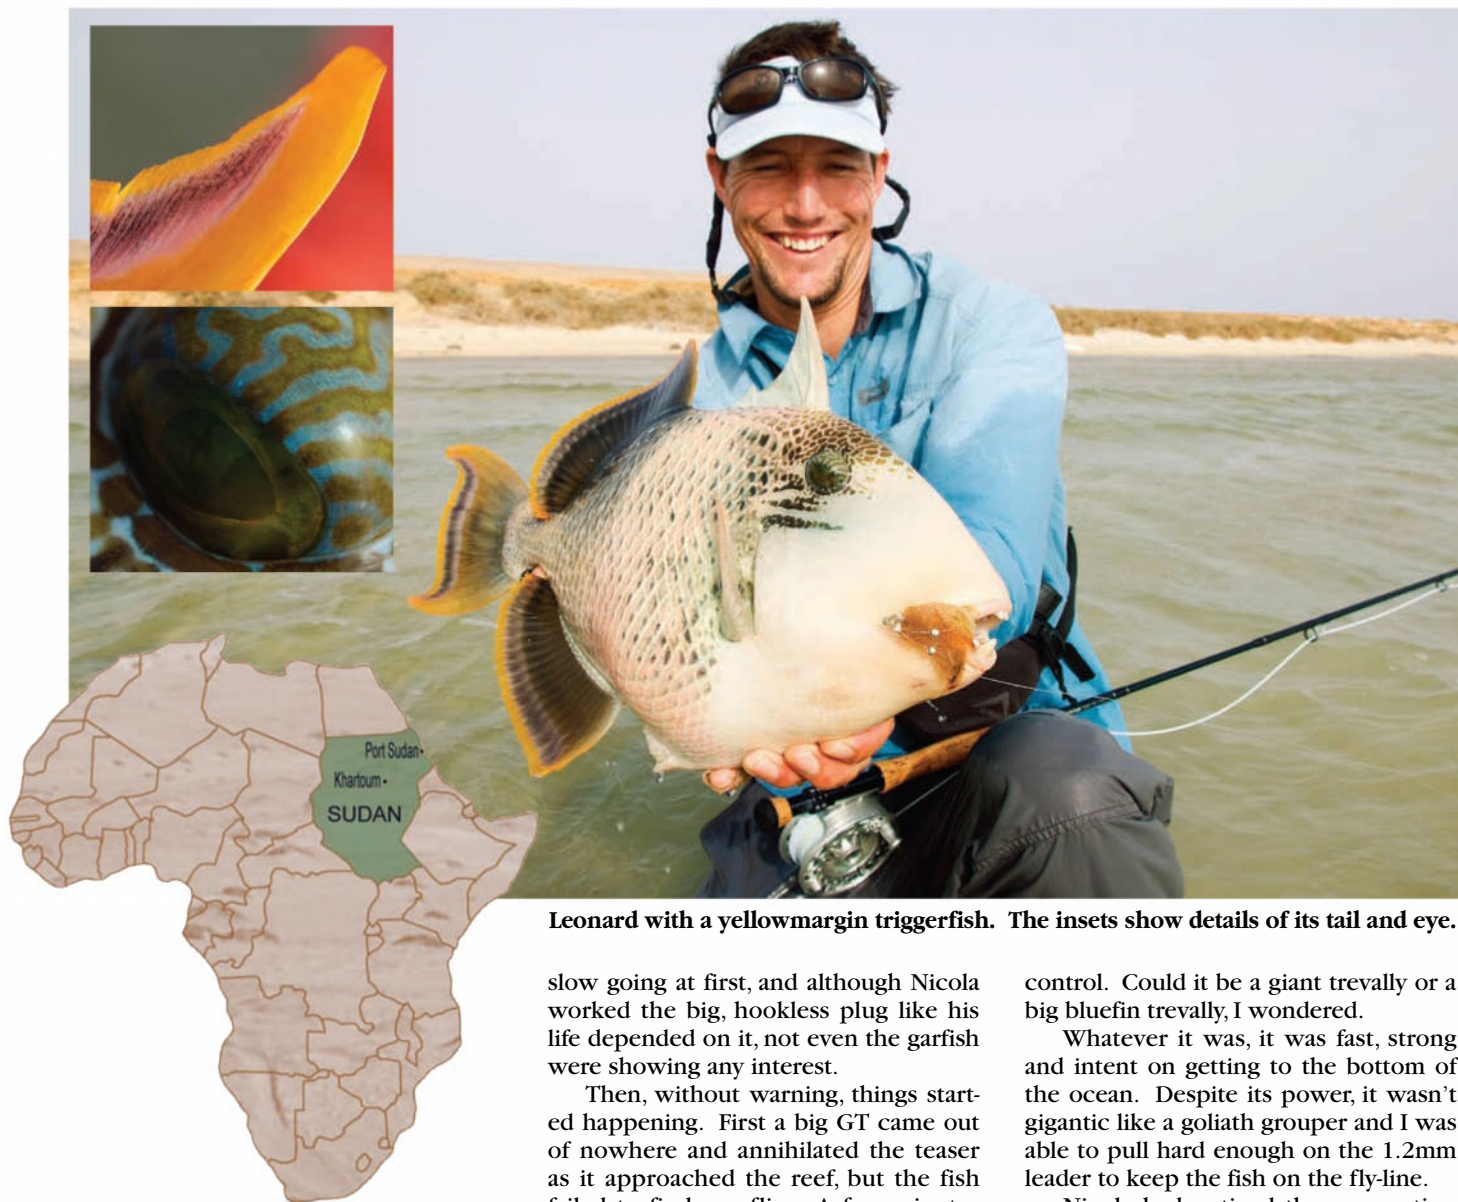 Port Sudan
Khartoum
SUDAN
Leonard with a yellowmargin triggerfish. The insets show details of its tail and eye.
slow going at first, and although Nicola
worked the big, hookless plug like his
life depended on it, not even the garfish
were showing any interest.
Then, without warning, things start-
ed happening. First a big GT came out
of nowhere and annihilated the teaser
as it approached the reef, but the fish
control. Could it be a giant trevally or a
big bluefin trevally, I wondered.
Whatever it was, it was fast, strong
and intent on getting to the bottom of
the ocean. Despite its power, it wasn't
gigantic like a goliath grouper and I was
able to pull hard enough on the 1.2mm
leader to keep the fish on the fly-line.